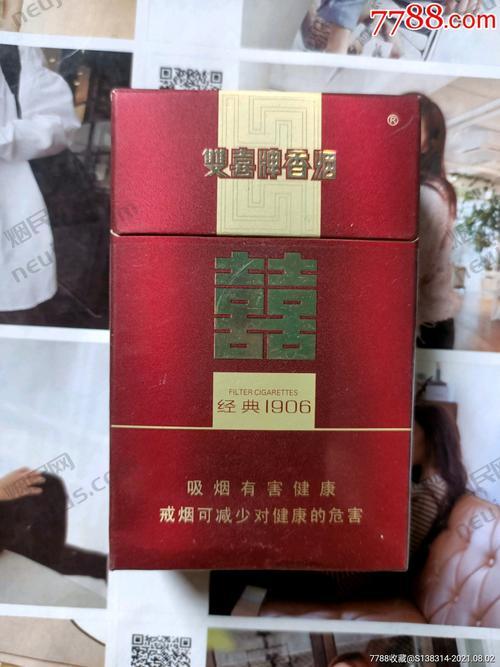 7788.com
雙喜牌香烟
®
囍
FILTER CIGARETTES
经典1906
吸烟有害健康
戒烟可减少对健康的危害
7788收藏@S138314-2021.08.02